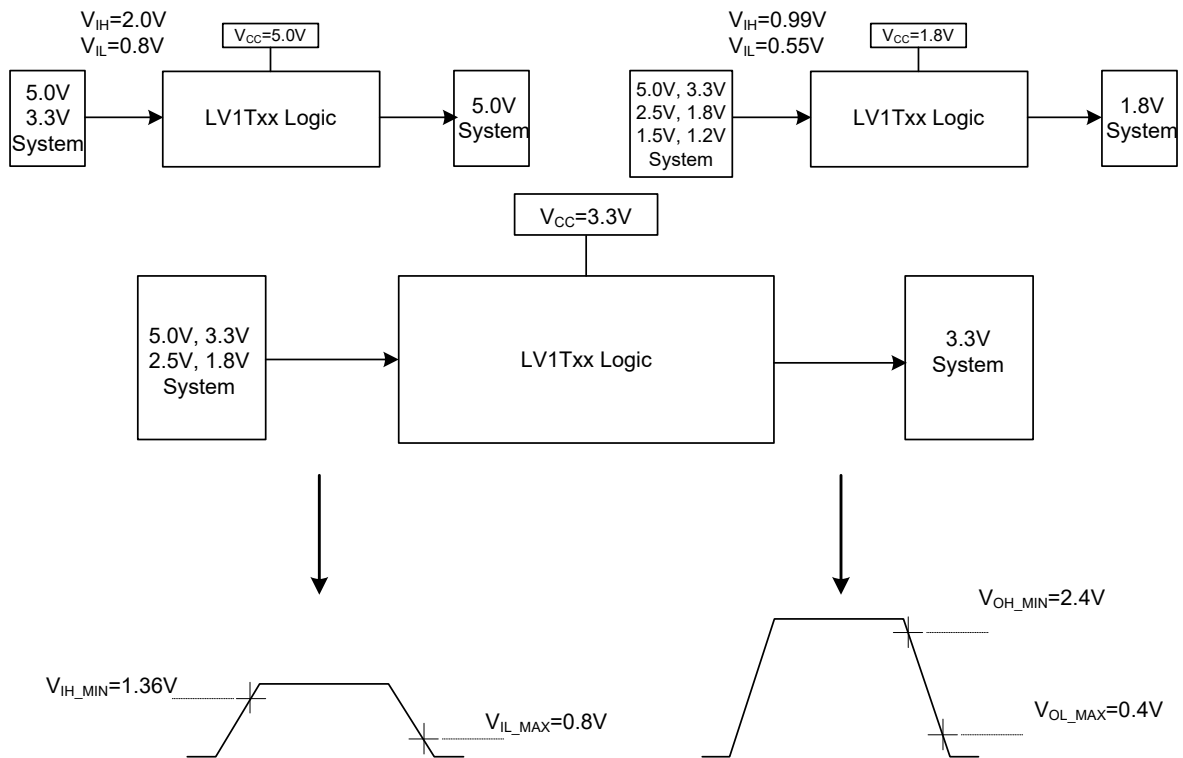 VIH=2.0V
VIL=0.8V
VCC=5.0V
5.0V
3.3V
System
LV1Txx Logic
5.0V
System
VIH=0.99V
VIL=0.55V
VCC=1.8V
5.0V, 3.3V
2.5V, 1.8V
1.5V, 1.2V
System
LV1Txx Logic
1.8V
System
VCC=3.3V
5.0V, 3.3V
2.5V, 1.8V
System
LV1Txx Logic
3.3V
System
VIH_MIN=1.36V
VIL_MAX=0.8V
VOH_MIN=2.4V
VOL_MAX=0.4V